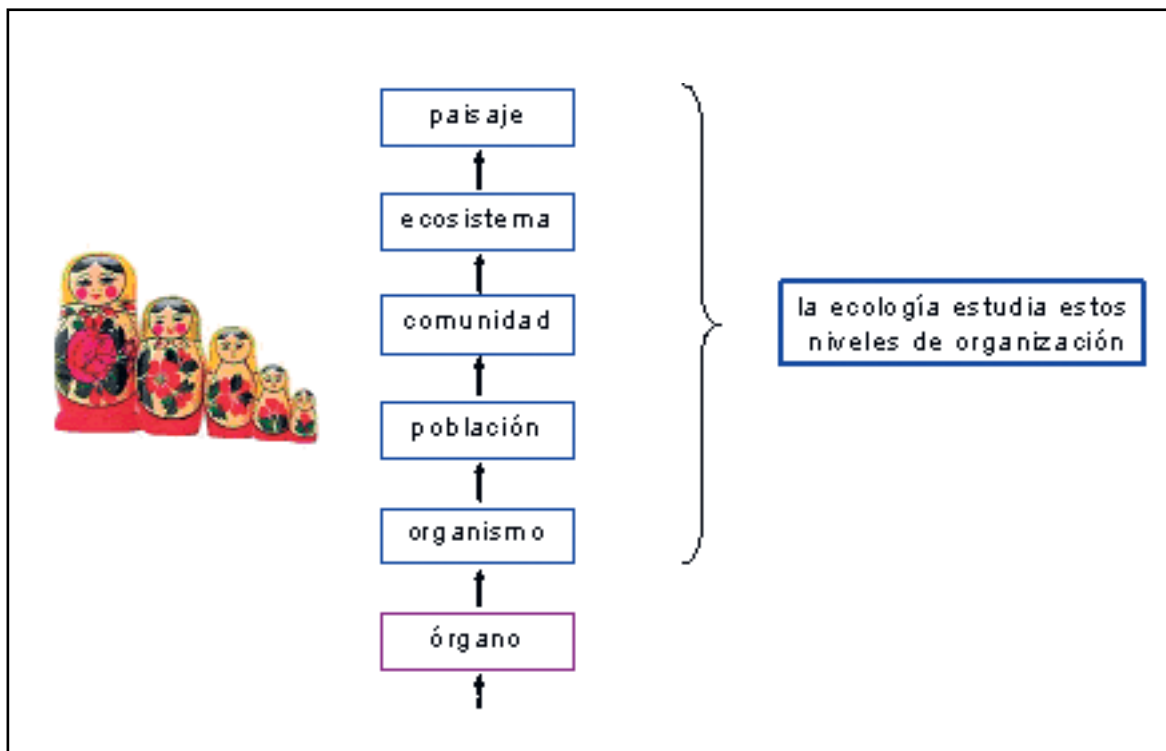 paisaje
ecosistema
comunidad
población
organismo
órgano
la ecología estudia estos
niveles de organización